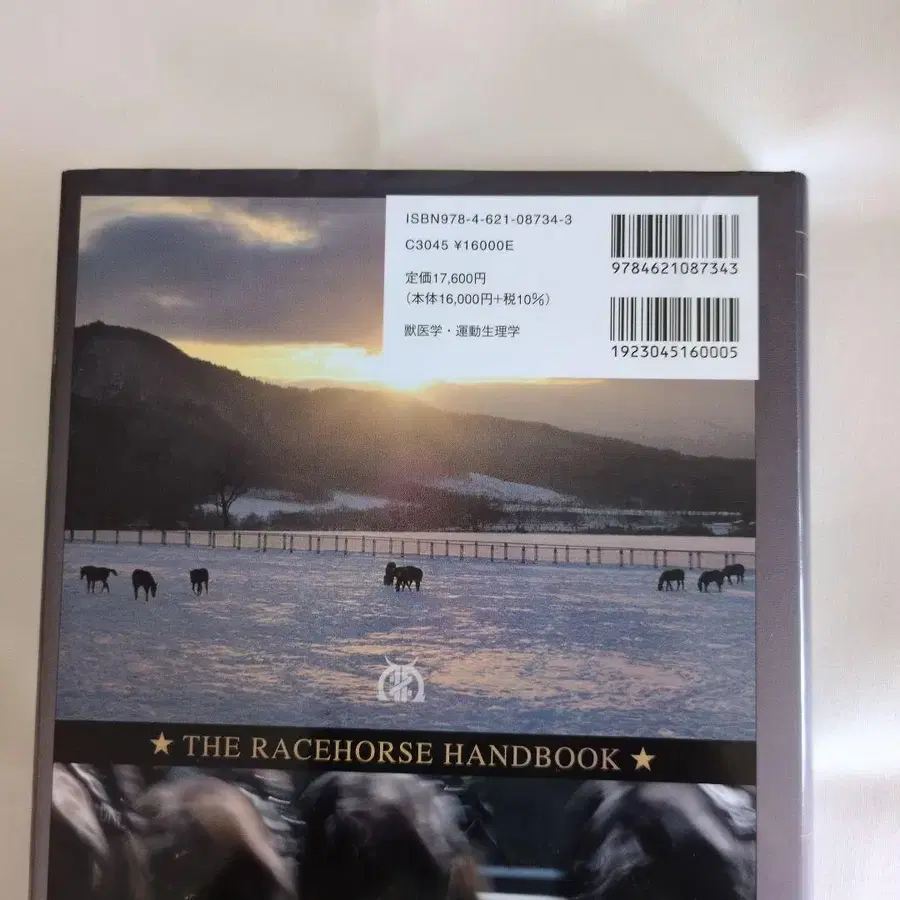 ISBN978-4-621-08734-3
C3045 ¥16000E
定価17,600円
(本体16,000円+税10%)
獣医学・運動生理学
9784621087343
1923045160005
★ THE RACEHORSE HANDBOOK ★